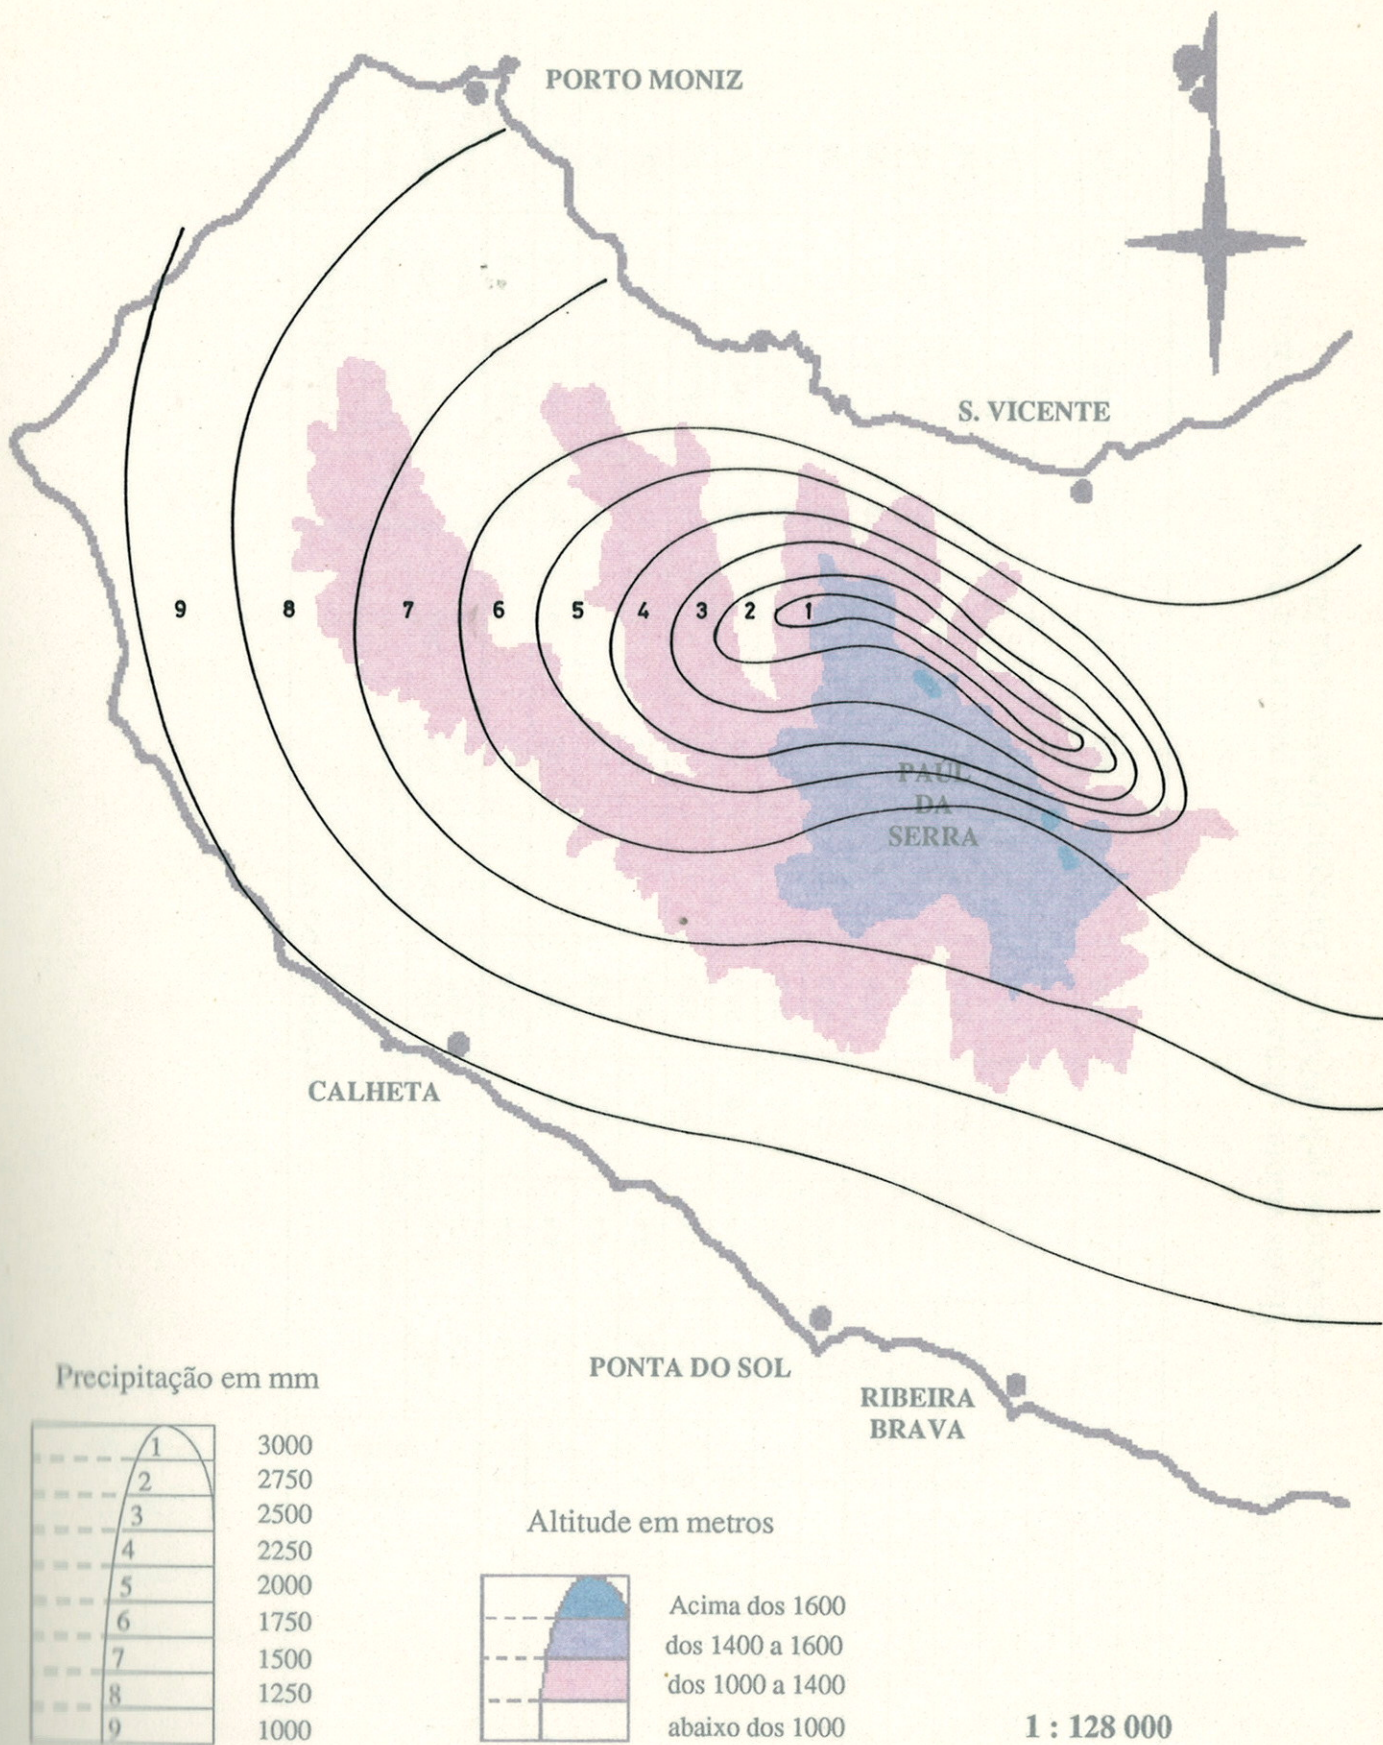 PORTO MONIZ
S. VICENTE
9 8 7 6 5 4 3 2 1
PAÚL
DA
SERRA
CALHETA
PONTA DO SOL
RIBEIRA
BRAVA
Precipitação em mm
1 3000
2 2750
3 2500
4 2250
5 2000
6 1750
7 1500
8 1250
9 1000
Altitude em metros
Acima dos 1600
dos 1400 a 1600
dos 1000 a 1400
abaixo dos 1000
1 : 128 000